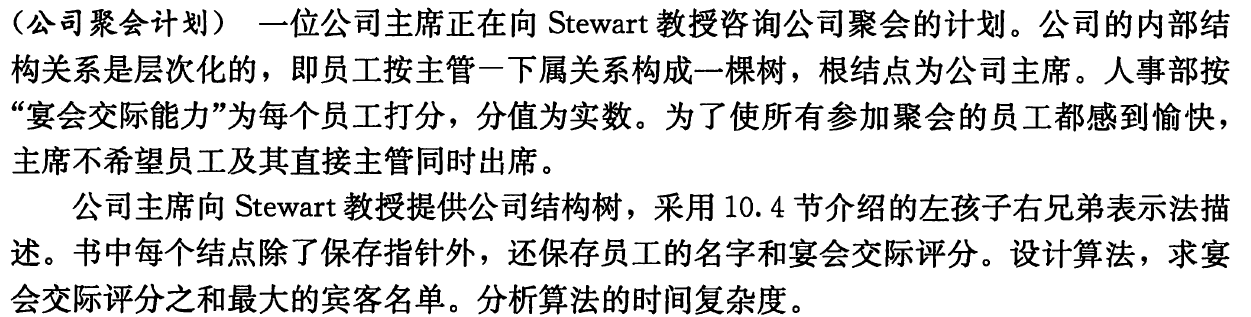 (公司聚会计划) 一位公司主席正在向 Stewart 教授咨询公司聚会的计划。公司的内部结
构关系是层次化的，即员工按主管—下属关系构成一棵树，根结点为公司主席。人事部按
“宴会交际能力”为每个员工打分，分值为实数。为了使所有参加聚会的员工都感到愉快，
主席不希望员工及其直接主管同时出席。
公司主席向 Stewart 教授提供公司结构树，采用 10.4 节介绍的左孩子右兄弟表示法描
述。书中每个结点除了保存指针外，还保存员工的名字和宴会交际评分。设计算法，求宴
会交际评分之和最大的宾客名单。分析算法的时间复杂度。